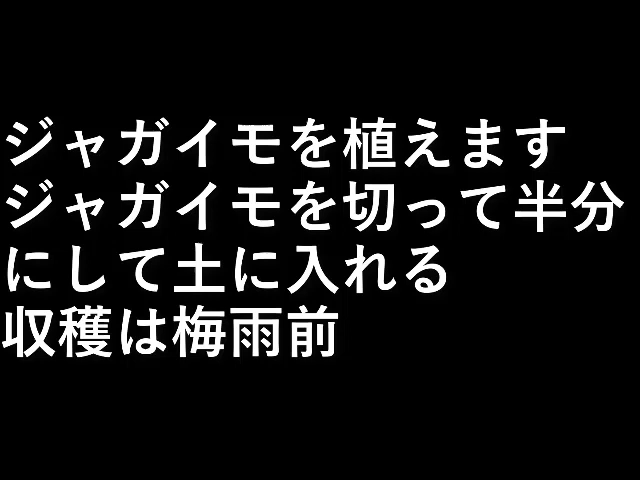 ジャガイモを植えます
ジャガイモを切って半分
にして土に入れる
収穫は梅雨前